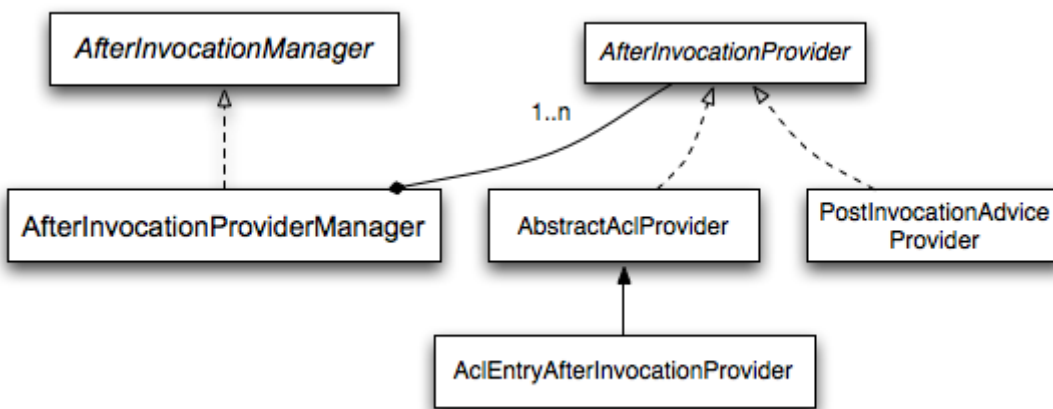 AfterInvocationManager
AfterInvocationProvider
1..n
AfterInvocationProviderManager
AbstractAclProvider
PostInvocationAdvice
Provider
AclEntryAfterInvocationProvider